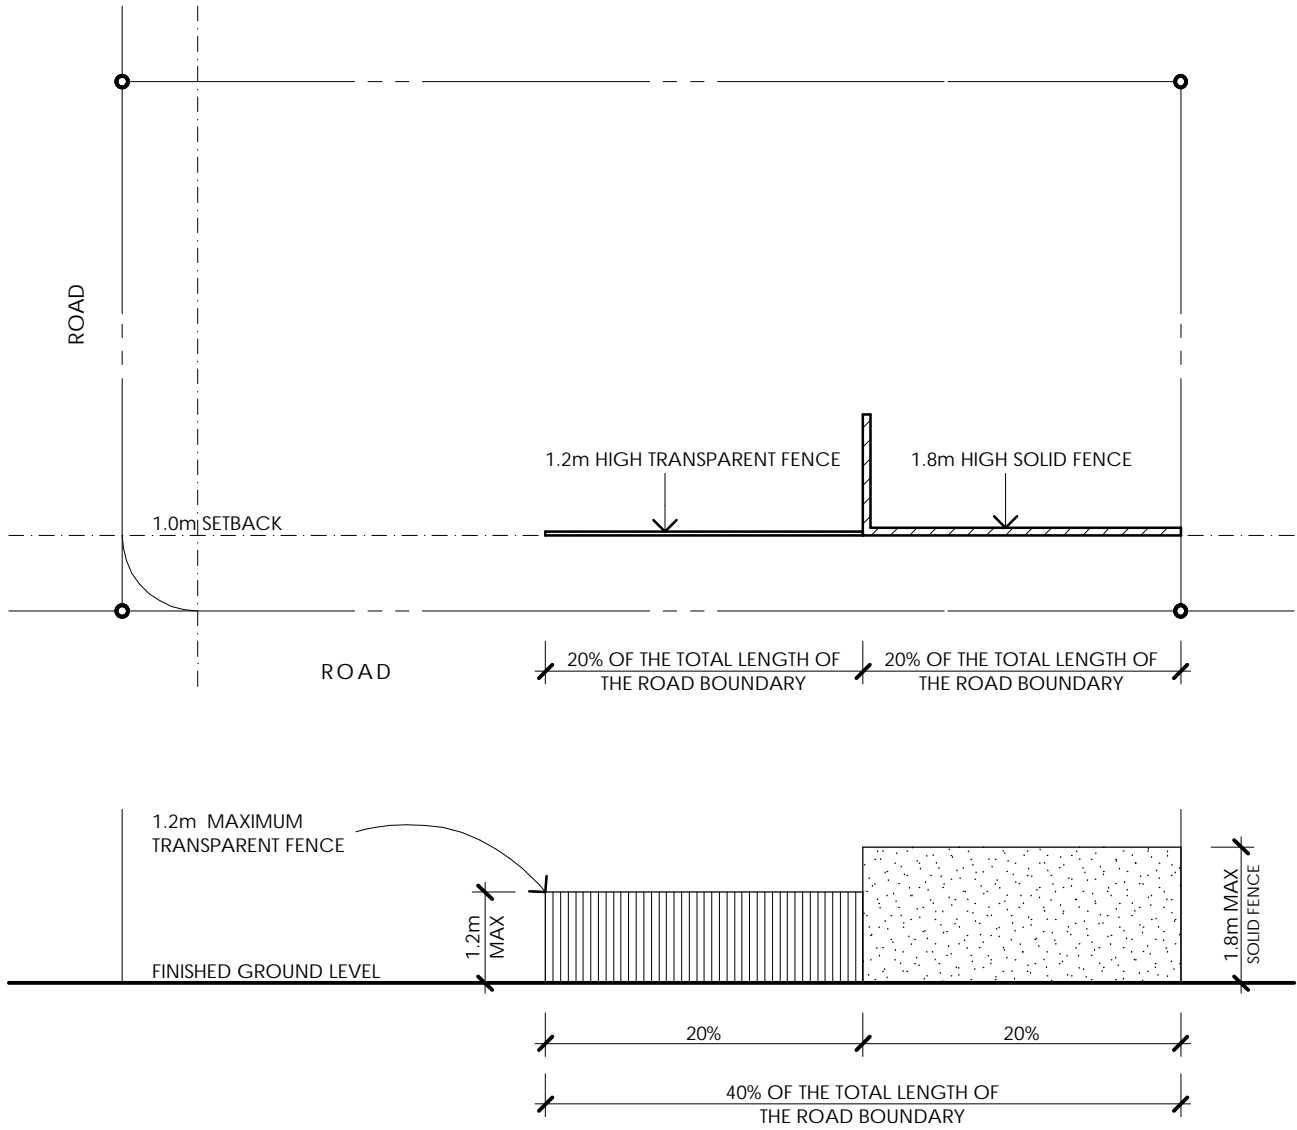 ROAD
1.2m HIGH TRANSPARENT FENCE
1.8m HIGH SOLID FENCE
1.0m SETBACK
ROAD
20% OF THE TOTAL LENGTH OF
THE ROAD BOUNDARY
20% OF THE TOTAL LENGTH OF
THE ROAD BOUNDARY
1.2m MAXIMUM
TRANSPARENT FENCE
1.2m
MAX
1.8m MAX
SOLID FENCE
FINISHED GROUND LEVEL
20%
20%
40% OF THE TOTAL LENGTH OF
THE ROAD BOUNDARY